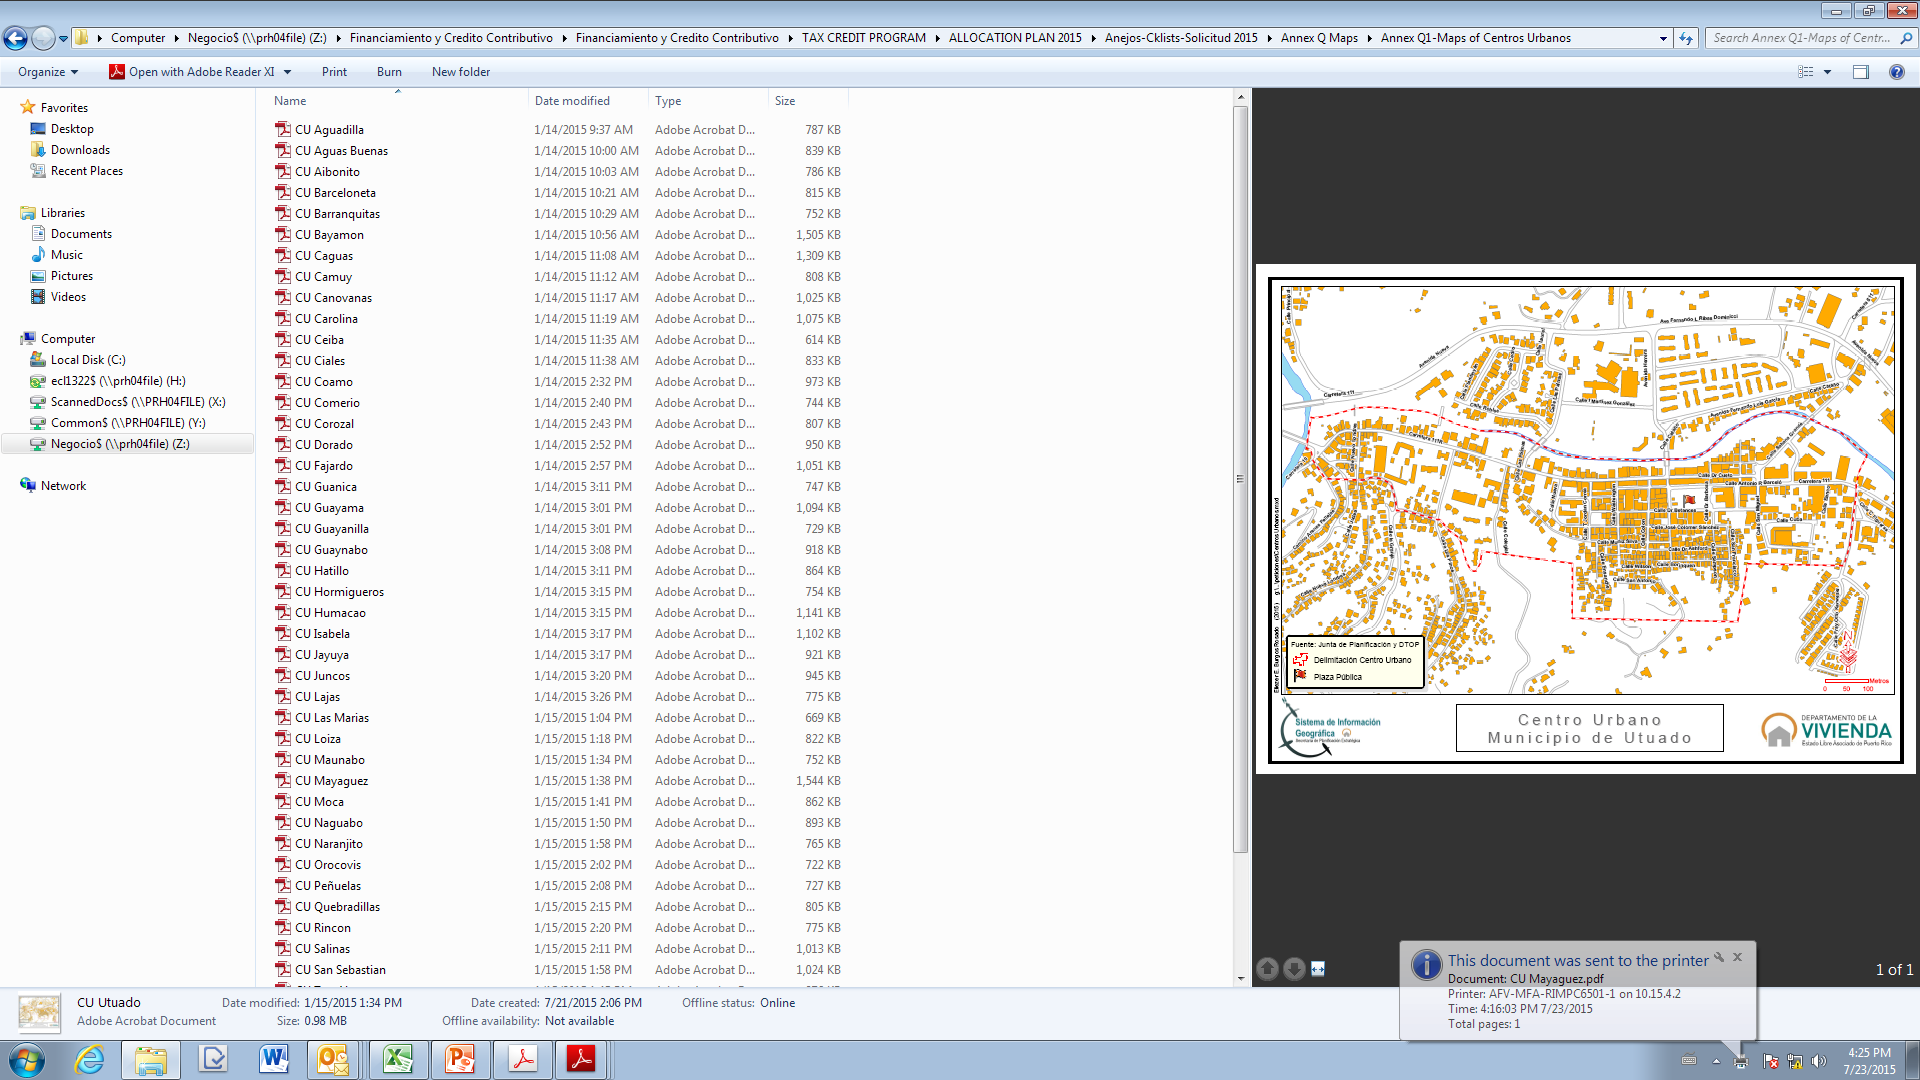 Computer ▸ Negocio$ (\\prh04file) (Z:) ▸ Financiamiento y Credito Contributivo ▸ Financiamiento y Credito Contributivo ▸ TAX CREDIT PROGRAM ▸ ALLOCATION PLAN 2015 ▸ Anejos-Cklists-Solicitud 2015 ▸ Annex Q Maps ▸ Annex Q1-Maps of Centros Urbanos
Search Annex Q1-Maps of Centr...
Organize Open with Adobe Reader XI Print Burn New folder
Favorites
Desktop
Downloads
Recent Places
Libraries
Documents
Music
Pictures
Videos
Computer
Local Disk (C:)
ecl1322$ (\\prh04file) (H:)
ScannedDocs$ (\\PRH04FILE) (X:)
Common$ (\\PRH04FILE) (Y:)
Negocio$ (\\prh04file) (Z:)
Network
Name Date modified Type Size
CU Aguadilla 1/14/2015 9:37 AM Adobe Acrobat D... 787 KB
CU Aguas Buenas 1/14/2015 10:00 AM Adobe Acrobat D... 839 KB
CU Aibonito 1/14/2015 10:03 AM Adobe Acrobat D... 786 KB
CU Barceloneta 1/14/2015 10:21 AM Adobe Acrobat D... 815 KB
CU Barranquitas 1/14/2015 10:29 AM Adobe Acrobat D... 752 KB
CU Bayamon 1/14/2015 10:56 AM Adobe Acrobat D... 1,505 KB
CU Caguas 1/14/2015 11:08 AM Adobe Acrobat D... 1,309 KB
CU Camuy 1/14/2015 11:12 AM Adobe Acrobat D... 808 KB
CU Canovanas 1/14/2015 11:17 AM Adobe Acrobat D... 1,025 KB
CU Carolina 1/14/2015 11:19 AM Adobe Acrobat D... 1,075 KB
CU Ceiba 1/14/2015 11:35 AM Adobe Acrobat D... 614 KB
CU Ciales 1/14/2015 11:38 AM Adobe Acrobat D... 833 KB
CU Coamo 1/14/2015 2:32 PM Adobe Acrobat D... 973 KB
CU Comerio 1/14/2015 2:40 PM Adobe Acrobat D... 744 KB
CU Corozal 1/14/2015 2:43 PM Adobe Acrobat D... 807 KB
CU Dorado 1/14/2015 2:52 PM Adobe Acrobat D... 950 KB
CU Fajardo 1/14/2015 2:57 PM Adobe Acrobat D... 1,051 KB
CU Guanica 1/14/2015 3:11 PM Adobe Acrobat D... 747 KB
CU Guayama 1/14/2015 3:01 PM Adobe Acrobat D... 1,094 KB
CU Guayanilla 1/14/2015 3:01 PM Adobe Acrobat D... 729 KB
CU Guaynabo 1/14/2015 3:08 PM Adobe Acrobat D... 918 KB
CU Hatillo 1/14/2015 3:11 PM Adobe Acrobat D... 864 KB
CU Hormigueros 1/14/2015 3:15 PM Adobe Acrobat D... 754 KB
CU Humacao 1/14/2015 3:15 PM Adobe Acrobat D... 1,141 KB
CU Isabela 1/14/2015 3:17 PM Adobe Acrobat D... 1,102 KB
CU Jayuya 1/14/2015 3:17 PM Adobe Acrobat D... 921 KB
CU Juncos 1/14/2015 3:20 PM Adobe Acrobat D... 945 KB
CU Lajas 1/14/2015 3:26 PM Adobe Acrobat D... 775 KB
CU Las Marias 1/15/2015 1:04 PM Adobe Acrobat D... 669 KB
CU Loiza 1/15/2015 1:18 PM Adobe Acrobat D... 822 KB
CU Maunabo 1/15/2015 1:34 PM Adobe Acrobat D... 752 KB
CU Mayaguez 1/15/2015 1:38 PM Adobe Acrobat D... 1,544 KB
CU Moca 1/15/2015 1:41 PM Adobe Acrobat D... 862 KB
CU Naguabo 1/15/2015 1:50 PM Adobe Acrobat D... 893 KB
CU Naranjito 1/15/2015 1:58 PM Adobe Acrobat D... 765 KB
CU Orocovis 1/15/2015 2:02 PM Adobe Acrobat D... 722 KB
CU Peñuelas 1/15/2015 2:08 PM Adobe Acrobat D... 727 KB
CU Quebradillas 1/15/2015 2:15 PM Adobe Acrobat D... 805 KB
CU Rincon 1/15/2015 2:20 PM Adobe Acrobat D... 775 KB
CU Salinas 1/15/2015 2:11 PM Adobe Acrobat D... 1,013 KB
CU San Sebastian 1/15/2015 1:58 PM Adobe Acrobat D... 1,024 KB
Carretera 111
Calle Dr Cueto
Calle Antonio R Barceló
Carretera 111
Calle Dr Betances
Fuente: Junta de Planificación y DTOP
Delimitación Centro Urbano
Plaza Pública
Metros
0 50 100
Sistema de Información
Geográfica
Centro Urbano
Municipio de Utuado
DEPARTAMENTO DE LA
VIVIENDA
Estado Libre Asociado de Puerto Rico
1 of 1
This document was sent to the printer
Document: CU Mayaguez.pdf
Printer: AFV-MFA-RIMPC6501-1 on 10.15.4.2
Time: 4:16:03 PM 7/23/2015
Total pages: 1
CU Utuado Date modified: 1/15/2015 1:34 PM Date created: 7/21/2015 2:06 PM Offline status: Online
Adobe Acrobat Document Size: 0.98 MB Offline availability: Not available
4:25 PM
7/23/2015